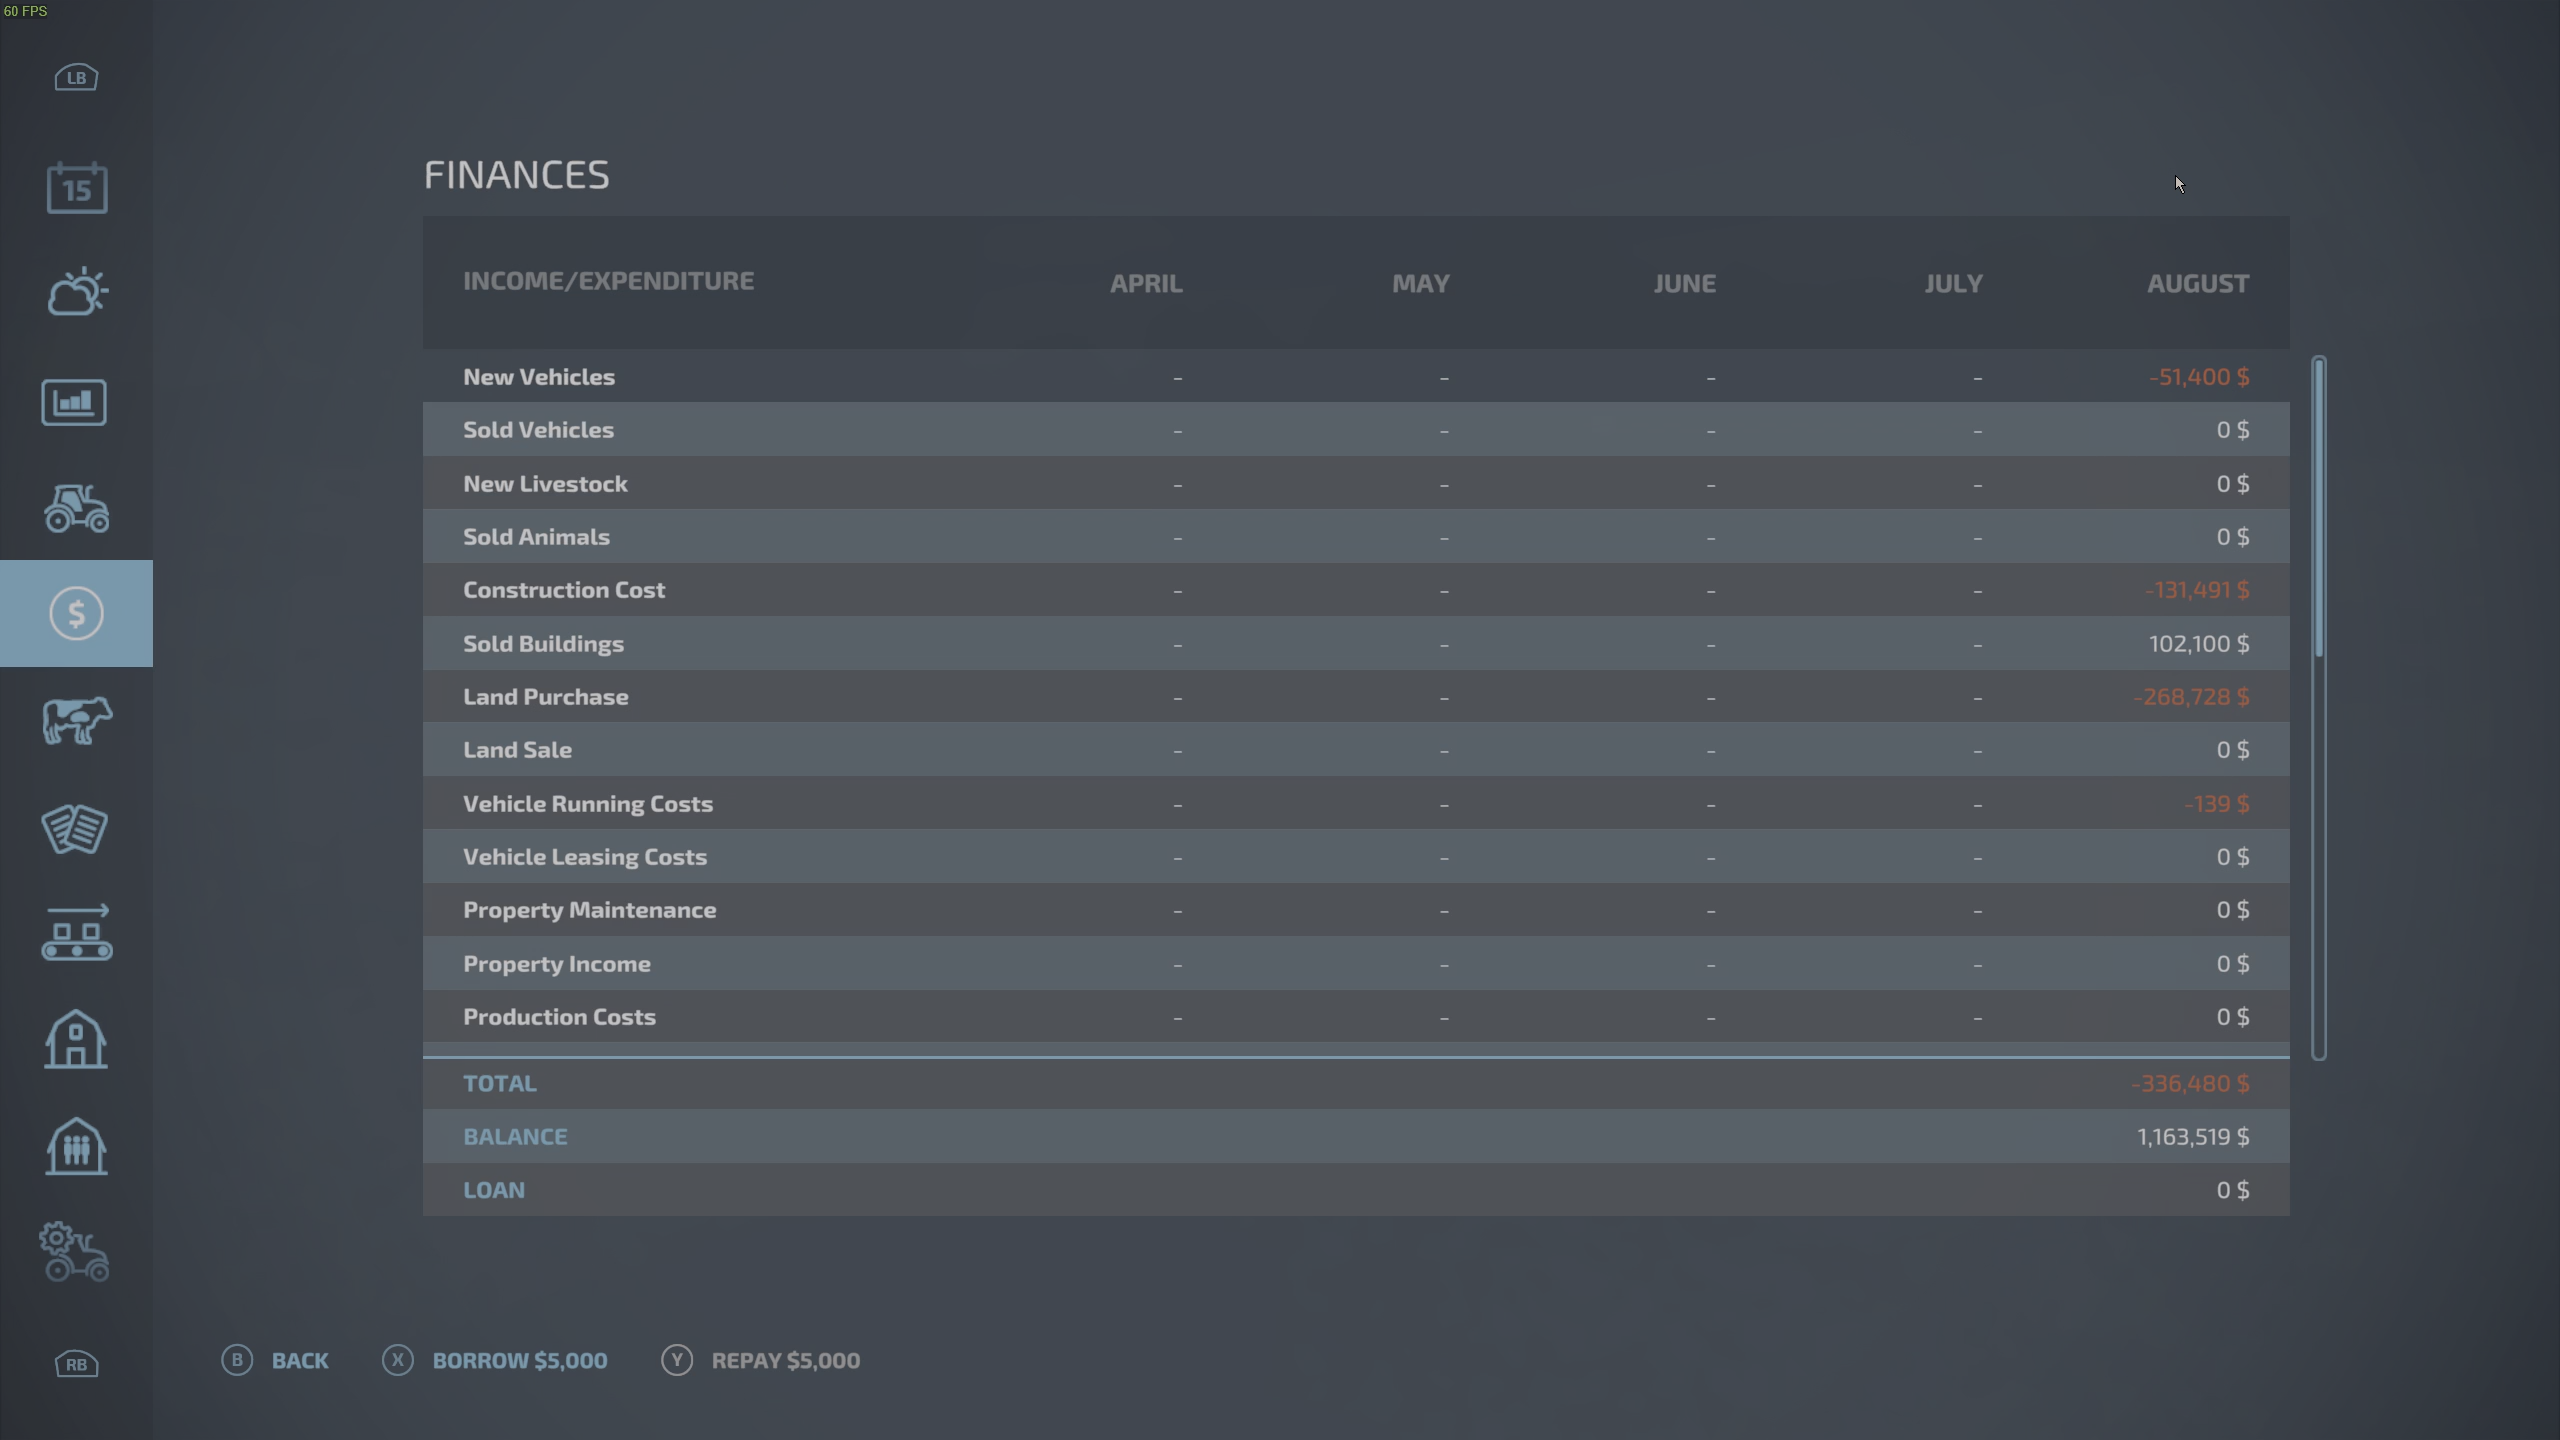 60 FPS
LB
15
FINANCES
INCOME/EXPENDITURE APRIL MAY JUNE JULY AUGUST
New Vehicles - - - - -51,400 $
Sold Vehicles - - - - 0 $
New Livestock - - - - 0 $
Sold Animals - - - - 0 $
Construction Cost - - - - -131,491 $
$
Sold Buildings - - - - 102,100 $
Land Purchase - - - - -268,728 $
Land Sale - - - - 0 $
Vehicle Running Costs - - - - -139 $
Vehicle Leasing Costs - - - - 0 $
Property Maintenance - - - - 0 $
Property Income - - - - 0 $
Production Costs - - - - 0 $
TOTAL -336,480 $
BALANCE 1,163,519 $
LOAN 0 $
RB
B BACK X BORROW $5,000 Y REPAY $5,000